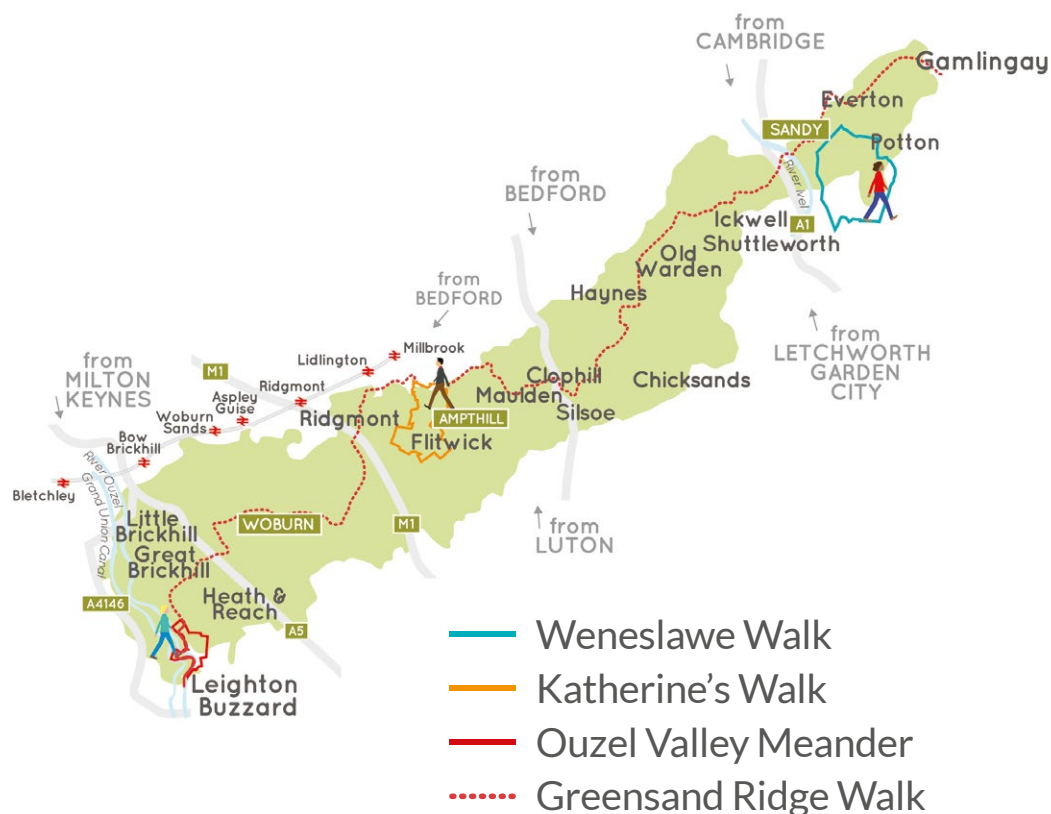 from
CAMBRIDGE
Gamlingay
Everton
SANDY
Potton
River Ivel
from
BEDFORD
Ickwell
A1
Shuttleworth
Old
Warden
Haynes
from
BEDFORD
from
LETCHWORTH
GARDEN
CITY
Millbrook
Lidlington
from
MILTON
KEYNES
M1
Ridgmont
Aspley
Guise
Woburn
Sands
Bow
Brickhill
Bletchley
Clophill
Chicksands
Maulden
Silsoe
AMPTHILL
Ridgmont
Flitwick
River Ouzel
Grand Union Canal
WOBURN
M1
from
LUTON
Little
Brickhill
Great
Brickhill
Heath &
Reach
A4146
A5
Leighton
Buzzard
Weneslawe Walk
Katherine’s Walk
Ouzel Valley Meander
Greensand Ridge Walk